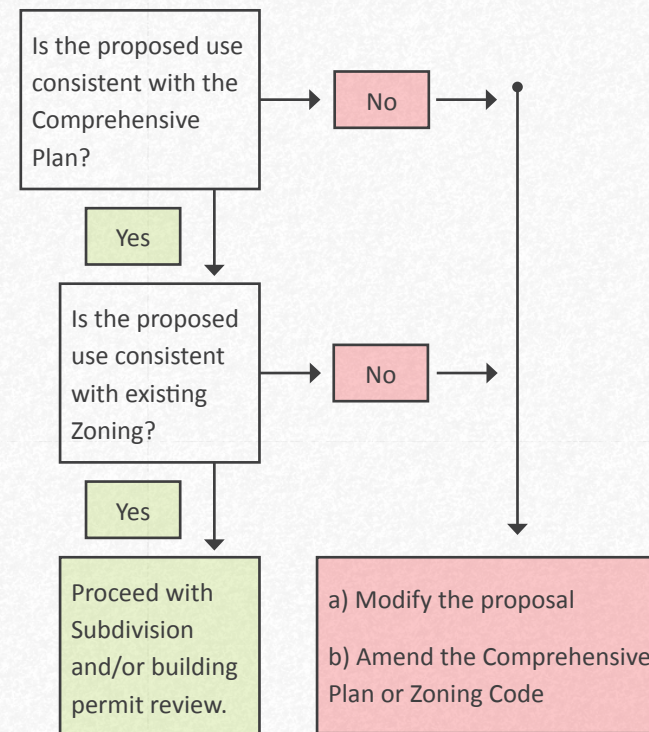 Is the proposed use
consistent with the
Comprehensive
Plan?
No
Yes
Is the proposed
use consistent
with existing
Zoning?
No
Yes
Proceed with
Subdivision
and/or building
permit review.
a) Modify the proposal
b) Amend the Comprehensive
Plan or Zoning Code